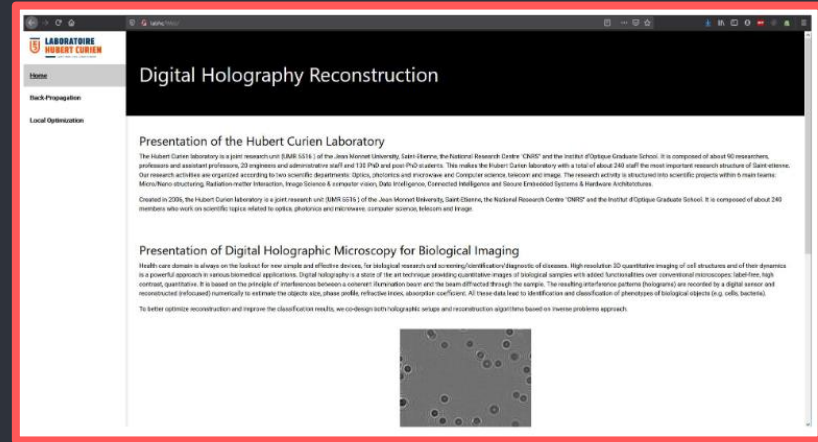 LABORATOIRE
HUBERT CURIEN
Home
Back-Propagation
Local Optimization
Digital Holography Reconstruction
Presentation of the Hubert Curien Laboratory
The Hubert Curien laboratory is a joint research unit (UMR 5516 ) of the Jean Monnet University, Saint-Etienne, the National Research Centre "CNRS" and the Institut d'Optique Graduate School. It is composed of about 90 researchers,
professors and assistant professors, 20 engineers and administrative staff and 130 PhD and post-PhD students. This makes the Hubert Curien laboratory with a total of about 240 staff the most important research structure of Saint-etienne.
Our research activities are organized according to two scientific departments: Optics, photonics and microwave and Computer science, telecom and image. The research activity is structured into scientific projects within 6 main teams:
Micro/Nano-structuring, Radiation-matter Interaction, Image Science & computer vision, Data Intelligence, Connected Intelligence and Secure Embedded Systems & Hardware Architectures.
Created in 2006, the Hubert Curien laboratory is a joint research unit (UMR 5516 ) of the Jean Monnet University, Saint-Etienne, the National Research Centre "CNRS" and the Institut d'Optique Graduate School. It is composed of about 240
members who work on scientific topics related to optics, photonics and microwave, computer science, telecom and image.
Presentation of Digital Holographic Microscopy for Biological Imaging
Health care domain is always on the lookout for new simple and effective devices, for biological research and screening/identification/diagnostic of diseases. High resolution 3D quantitative imaging of cell structures and of their dynamics
is a powerful approach in various biomedical applications. Digital holography is a state of the art technique providing quantitative images of biological samples with added functionalities over conventional microscopes: label-free, high
contrast, quantitative. It is based on the principle of interferences between a coherent illumination beam and the beam diffracted through the sample. The resulting interference patterns (holograms) are recorded by a digital sensor and
reconstructed (refocused) numerically to estimate the objects size, phase profile, refractive index, absorption coefficient. All these data lead to identification and classification of phenotypes of biological objects (e.g. cells, bacteria).
To better optimize reconstruction and improve the classification results, we co-design both holographic setups and reconstruction algorithms based on inverse problems approach.